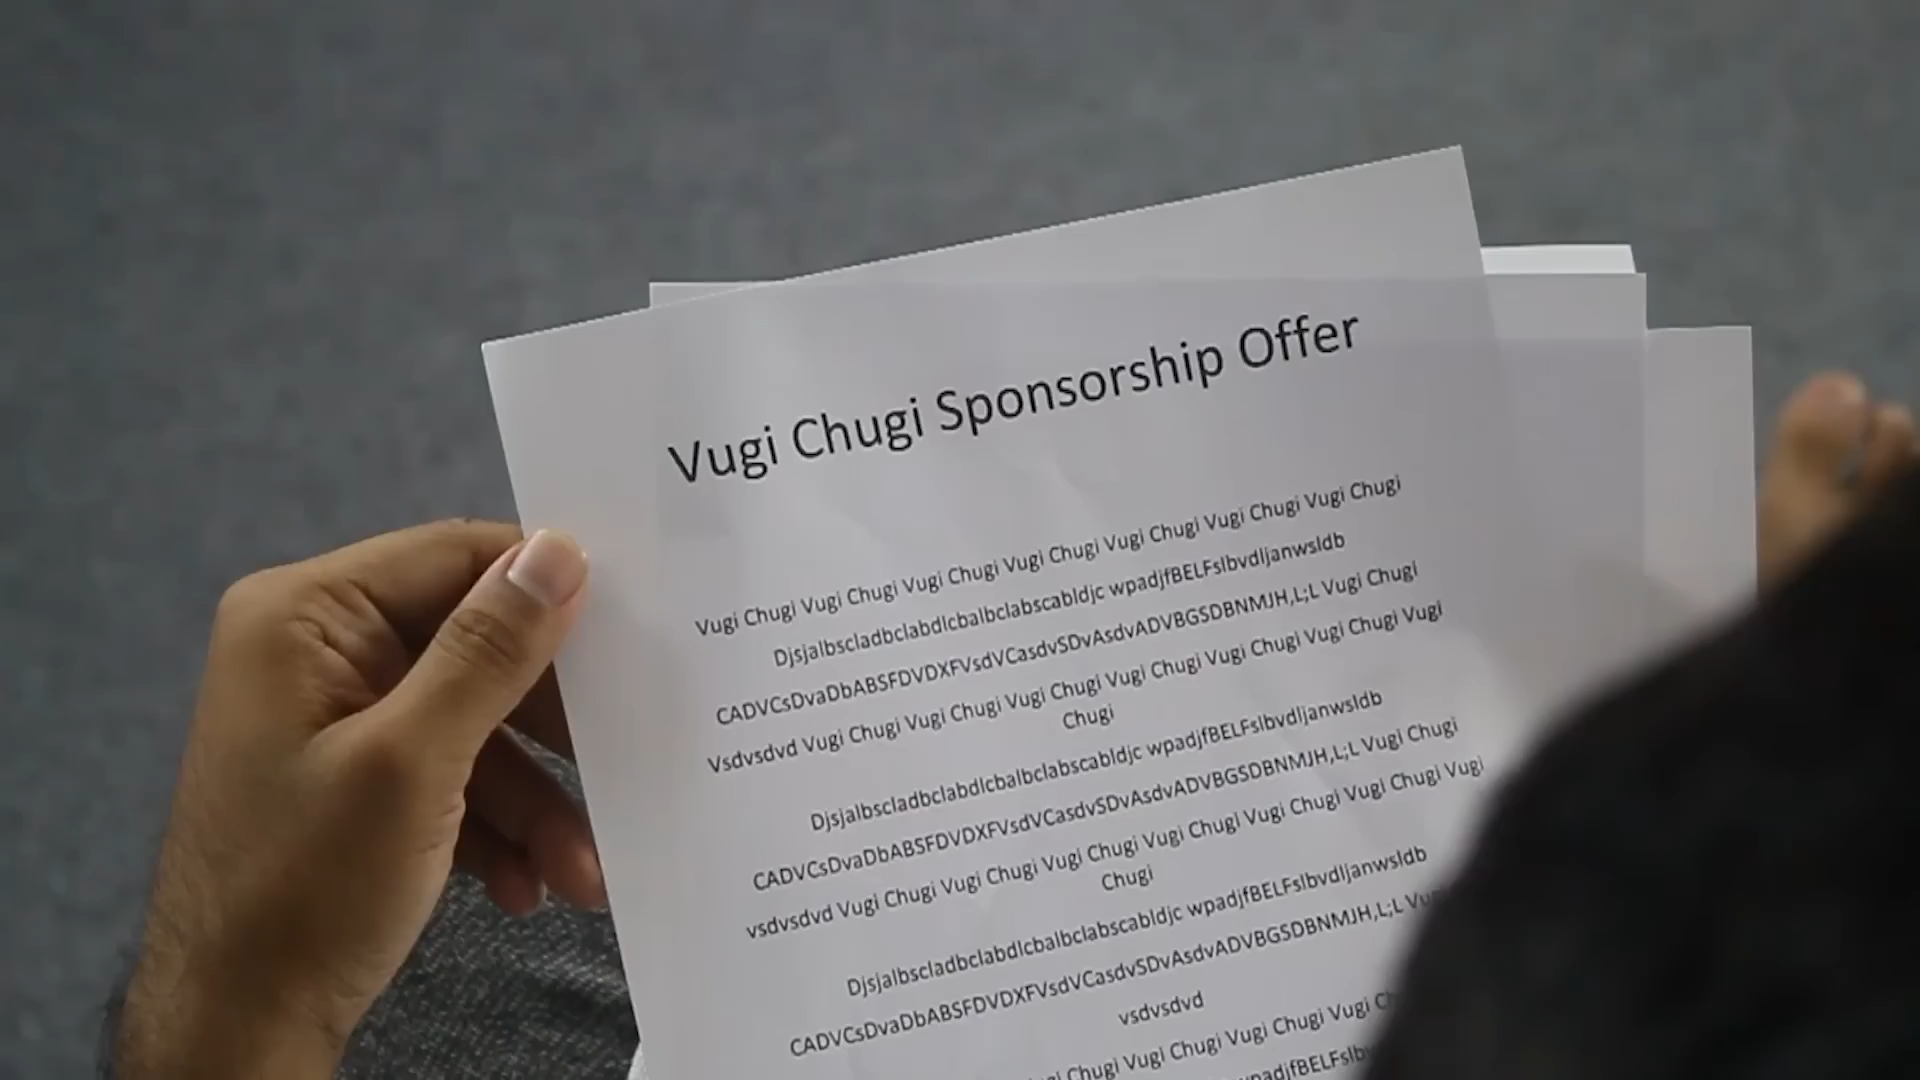 Vugi Chugi Sponsorship Offer
Vugi Chugi Vugi Chugi Vugi Chugi Vugi Chugi Vugi Chugi Vugi Chugi Vugi Chugi
Djsjalbscladbclabdlcbalbclabscabldjc wpadjfBELFslbvdljanwsldb
CADVCsDvaDbABSFDVDXFVsdVCasdvSDvAsdvADVBGSDBNMJH,L;L Vugi Chugi
Vsdvsdvd Vugi Chugi Vugi Chugi Vugi Chugi Vugi Chugi Vugi Chugi Vugi Chugi Vugi
Chugi
Djsjalbscladbclabdlcbalbclabscabldjc wpadjfBELFslbvdljanwsldb
CADVCsDvaDbABSFDVDXFVsdVCasdvSDvAsdvADVBGSDBNMJH,L;L Vugi Chugi
vsdvsdvd Vugi Chugi Vugi Chugi Vugi Chugi Vugi Chugi Vugi Chugi Vugi Chugi Vugi
Chugi
Djsjalbscladbclabdlcbalbclabscabldjc wpadjfBELFslbvdljanwsldb
CADVCsDvaDbABSFDVDXFVsdVCasdvSDvAsdvADVBGSDBNMJH,L;L
vsdvsdvd
Chugi Vugi Chugi Vugi Chugi Vugi